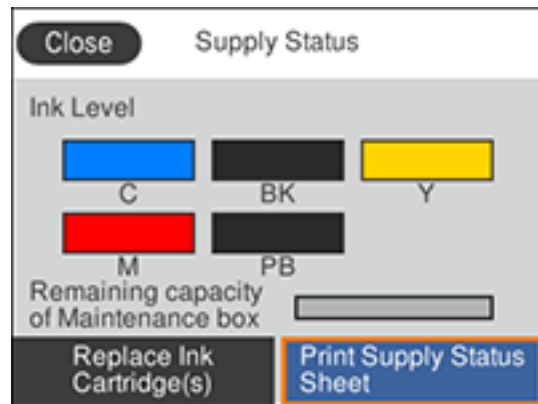 Close Supply Status
Ink Level
C BK Y
M PB
Remaining capacity
of Maintenance box
Replace Ink
Cartridge(s)
Print Supply Status
Sheet